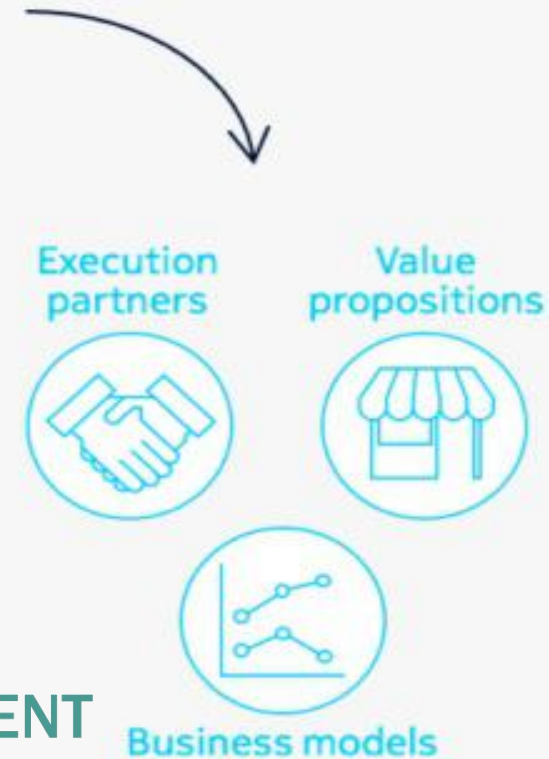 Execution
partners
Value
propositions
ENT
Business models